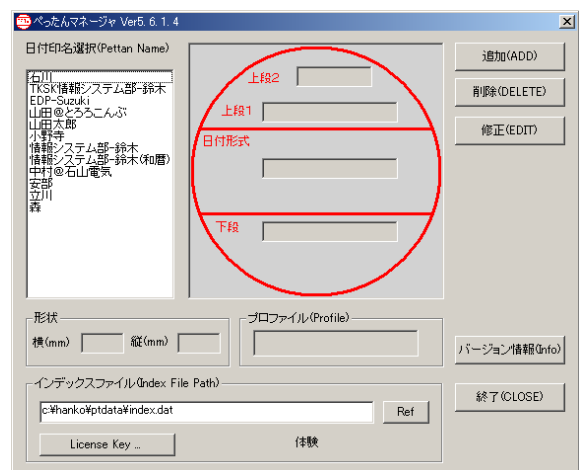 ぺったんマネージャ Ver5. 6. 1. 4
日付印名選択(Pettan Name)
石川
TKSK情報システム部-鈴木
EDP-Suzuki
山田@とろろこんぶ
山田太郎
小野寺
情報システム部-鈴木
情報システム部-鈴木(和暦)
中村@石山電気
安部
立川
森
上段2
上段1
日付形式
下段
追加(ADD)
削除(DELETE)
修正(EDIT)
形状
横(mm) 縦(mm)
プロファイル(Profile)
バージョン情報(Info)
インデックスファイル(Index File Path)
c:¥hanko¥ptdata¥index.dat
Ref
終了(CLOSE)
License Key ...
体験